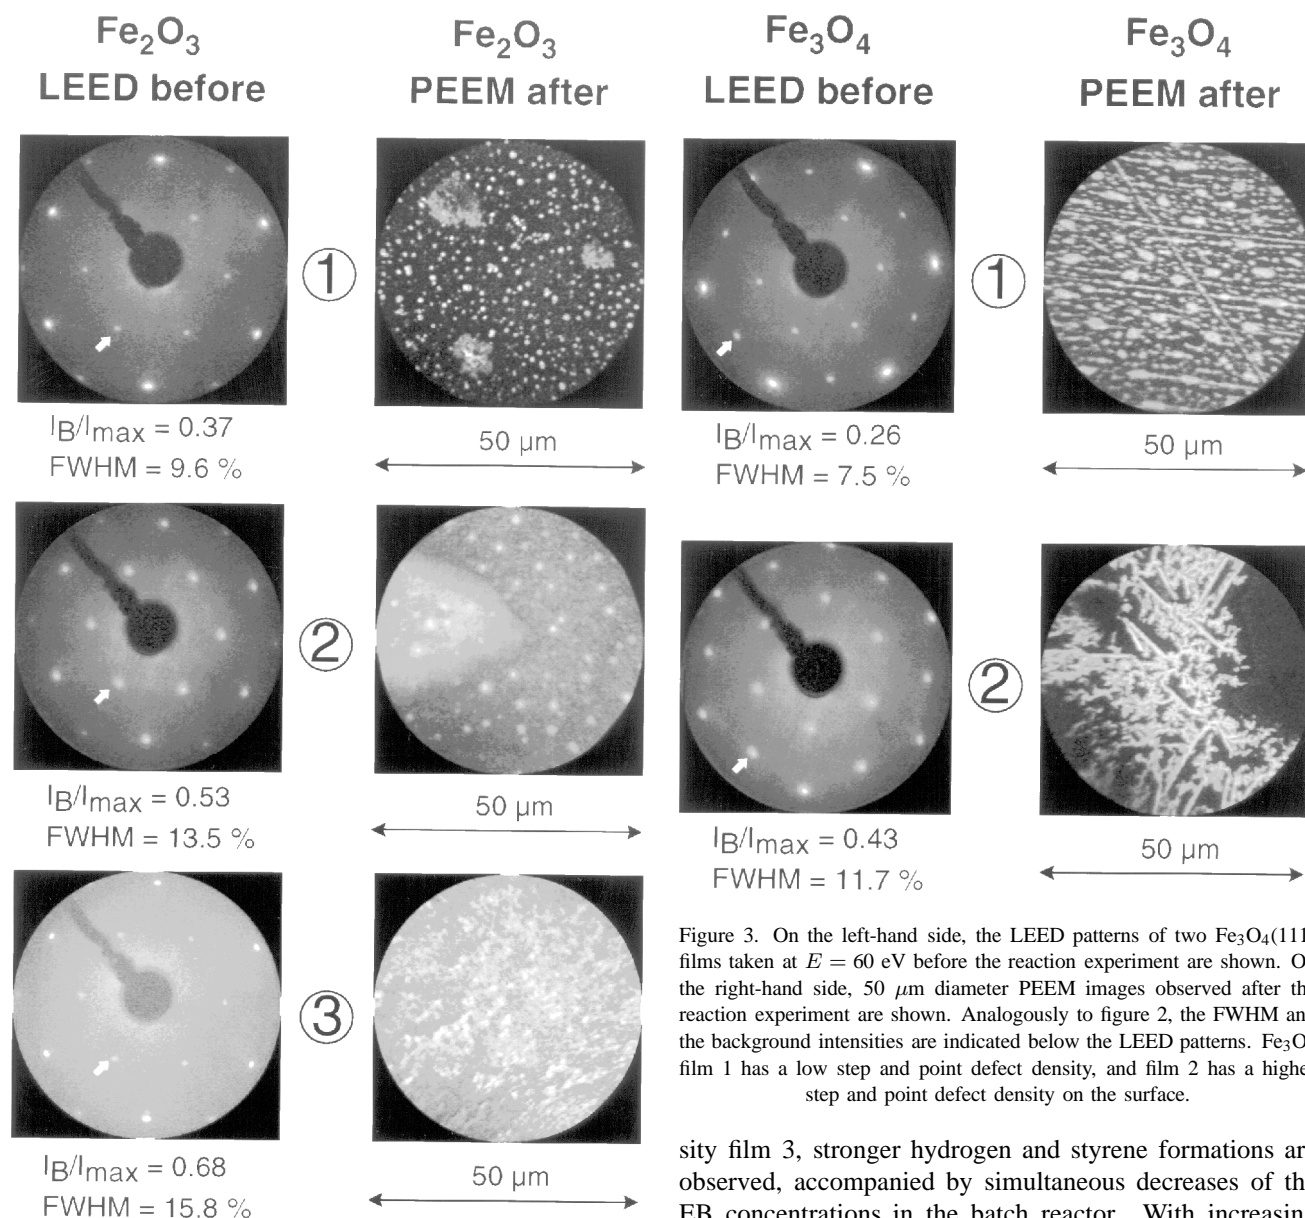 Fe2O3
LEED before
Fe2O3
PEEM after
Fe3O4
LEED before
Fe3O4
PEEM after
1
IB/Imax = 0.37
FWHM = 9.6 %
50 μm
1
IB/Imax = 0.26
FWHM = 7.5 %
50 μm
2
IB/Imax = 0.53
FWHM = 13.5 %
50 μm
2
IB/Imax = 0.43
FWHM = 11.7 %
50 μm
3
IB/Imax = 0.68
FWHM = 15.8 %
50 μm
Figure 3. On the left-hand side, the LEED patterns of two Fe3O4(111
films taken at E = 60 eV before the reaction experiment are shown. O
the right-hand side, 50 μm diameter PEEM images observed after th
reaction experiment are shown. Analogously to figure 2, the FWHM an
the background intensities are indicated below the LEED patterns. Fe3O
film 1 has a low step and point defect density, and film 2 has a highe
step and point defect density on the surface.
sity film 3, stronger hydrogen and styrene formations ar
observed, accompanied by simultaneous decreases of th
EB concentrations in the batch reactor. With increasin